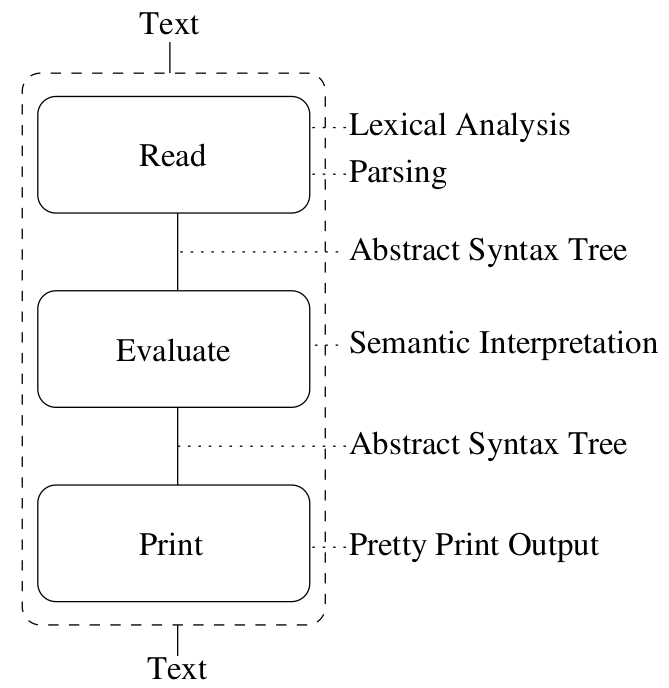 Text
Lexical Analysis
Read
Parsing
Abstract Syntax Tree
Evaluate
Semantic Interpretation
Abstract Syntax Tree
Print
Pretty Print Output
Text